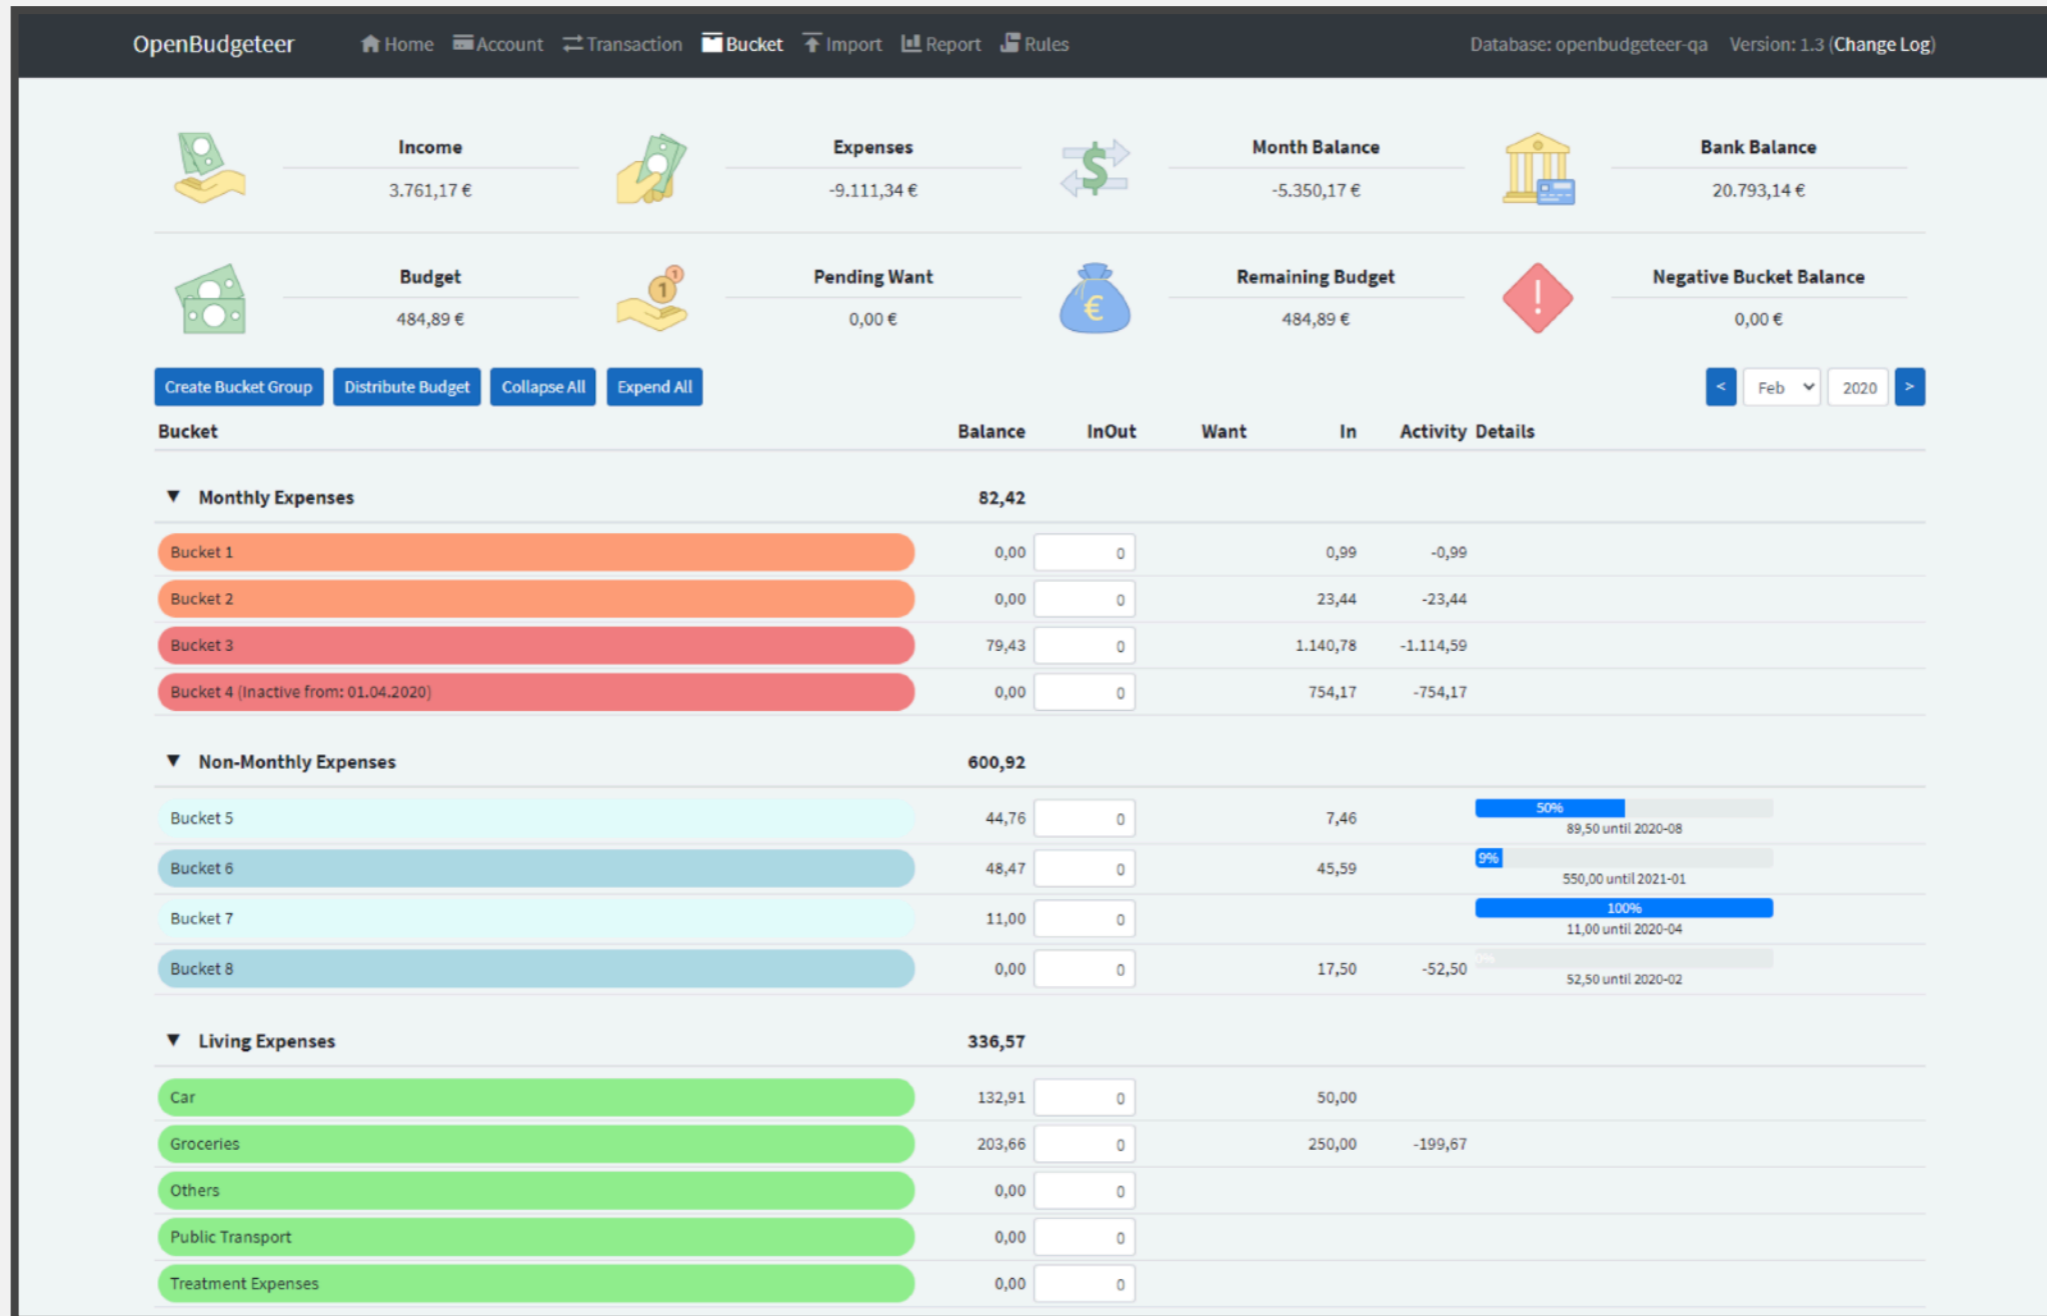 OpenBudgeteer Home Account Transaction Bucket Import Report Rules Database: openbudgeteer-qa Version: 1.3 (Change Log)
Income Expenses Month Balance Bank Balance
3.761,17 € -9.111,34 € -5.350,17 € 20.793,14 €
Budget Pending Want Remaining Budget Negative Bucket Balance
484,89 € 0,00 € 484,89 € 0,00 €
Create Bucket Group Distribute Budget Collapse All Expend All < Feb 2020 >
Bucket Balance InOut Want In Activity Details
▼ Monthly Expenses 82,42
Bucket 1 0,00 0 0,99 -0,99
Bucket 2 0,00 0 23,44 -23,44
Bucket 3 79,43 0 1.140,78 -1.114,59
Bucket 4 (Inactive from: 01.04.2020) 0,00 0 754,17 -754,17
▼ Non-Monthly Expenses 600,92
Bucket 5 44,76 0 7,46 50%
89,50 until 2020-08
Bucket 6 48,47 0 45,59 9%
550,00 until 2021-01
Bucket 7 11,00 0 100%
11,00 until 2020-04
Bucket 8 0,00 0 17,50 -52,50 0%
52,50 until 2020-02
▼ Living Expenses 336,57
Car 132,91 0 50,00
Groceries 203,66 0 250,00 -199,67
Others 0,00 0
Public Transport 0,00 0
Treatment Expenses 0,00 0